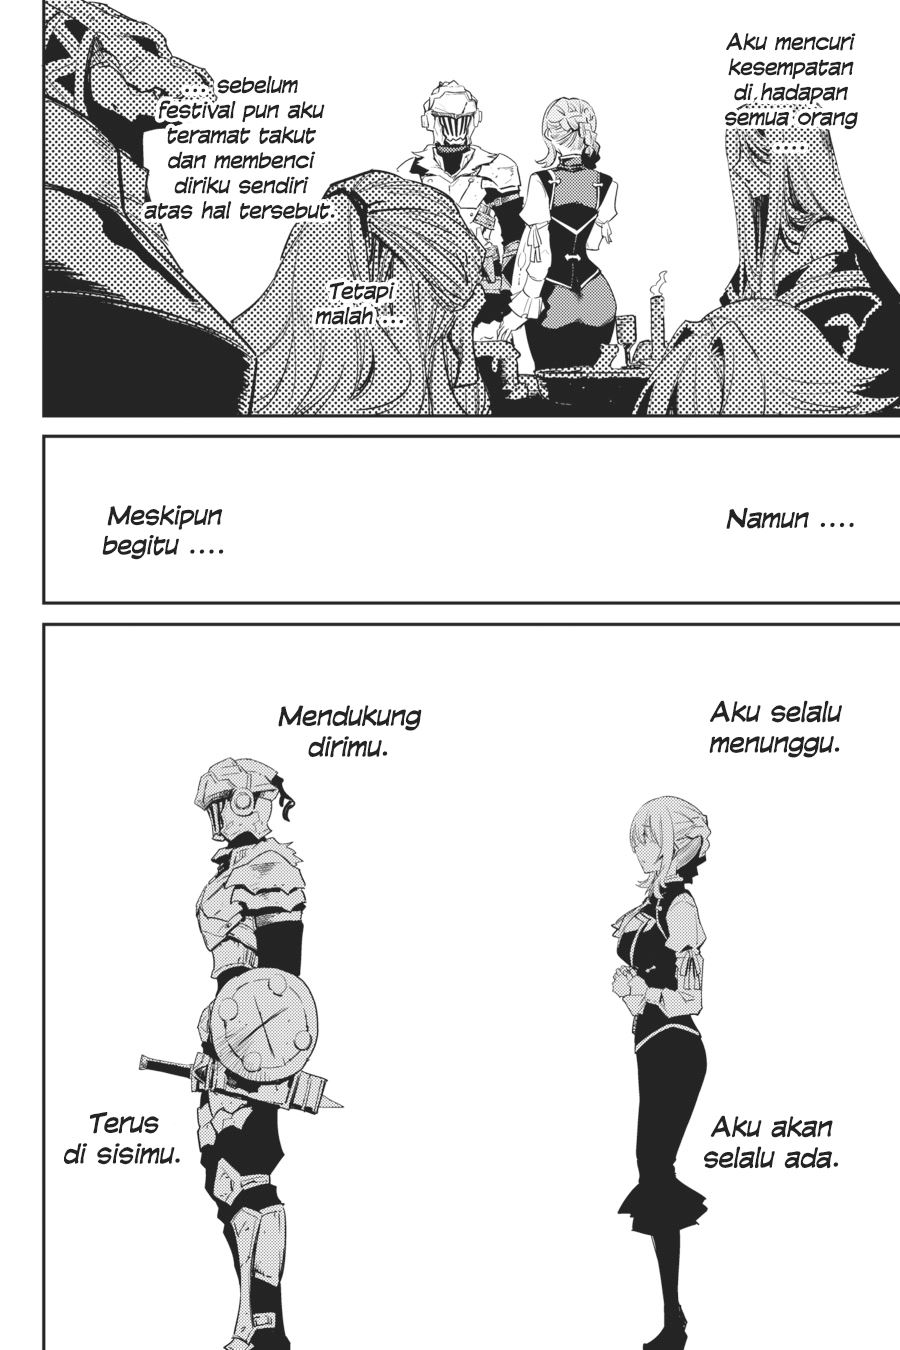 Aku mencuri
kesempatan
di hadapan
semua orang
....
... sebelum
festival pun aku
teramat takut
dan membenci
diriku sendiri
atas hal tersebut.
Tetapi
malah ...
Namun ....
Meskipun
begitu ....
Aku selalu
menunggu.
Mendukung
dirimu.
Aku akan
selalu ada.
Terus
di sisimu.